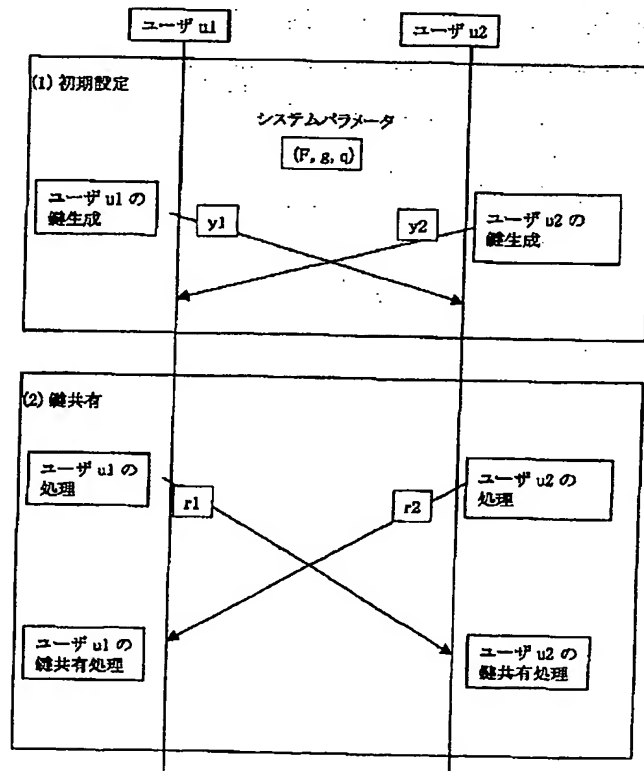 ユーザ u1
ユーザ u2
(1) 初期設定
システムパラメータ
(F, g, q)
ユーザ u1 の
鍵生成
y1
y2
ユーザ u2 の
鍵生成
(2) 鍵共有
ユーザ u1 の
処理
r1
r2
ユーザ u2 の
処理
ユーザ u1 の
鍵共有処理
ユーザ u2 の
鍵共有処理